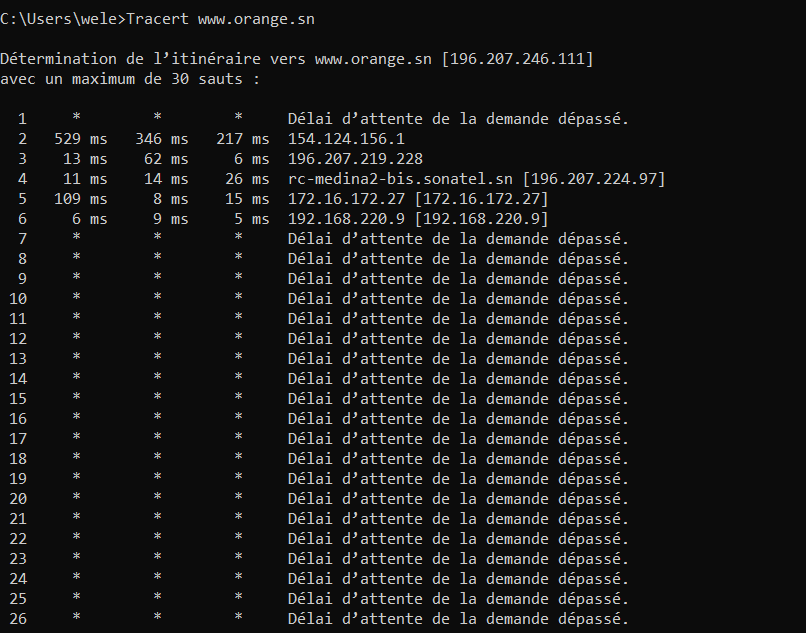 C:\Users\wele>Tracert www.orange.sn
Détermination de l’itinéraire vers www.orange.sn [196.207.246.111]
avec un maximum de 30 sauts :
1 * * * Délai d’attente de la demande dépassé.
2 529 ms 346 ms 217 ms 154.124.156.1
3 13 ms 62 ms 6 ms 196.207.219.228
4 11 ms 14 ms 26 ms rc-medina2-bis.sonatel.sn [196.207.224.97]
5 109 ms 8 ms 15 ms 172.16.172.27 [172.16.172.27]
6 6 ms 9 ms 5 ms 192.168.220.9 [192.168.220.9]
7 * * * Délai d’attente de la demande dépassé.
8 * * * Délai d’attente de la demande dépassé.
9 * * * Délai d’attente de la demande dépassé.
10 * * * Délai d’attente de la demande dépassé.
11 * * * Délai d’attente de la demande dépassé.
12 * * * Délai d’attente de la demande dépassé.
13 * * * Délai d’attente de la demande dépassé.
14 * * * Délai d’attente de la demande dépassé.
15 * * * Délai d’attente de la demande dépassé.
16 * * * Délai d’attente de la demande dépassé.
17 * * * Délai d’attente de la demande dépassé.
18 * * * Délai d’attente de la demande dépassé.
19 * * * Délai d’attente de la demande dépassé.
20 * * * Délai d’attente de la demande dépassé.
21 * * * Délai d’attente de la demande dépassé.
22 * * * Délai d’attente de la demande dépassé.
23 * * * Délai d’attente de la demande dépassé.
24 * * * Délai d’attente de la demande dépassé.
25 * * * Délai d’attente de la demande dépassé.
26 * * * Délai d’attente de la demande dépassé.